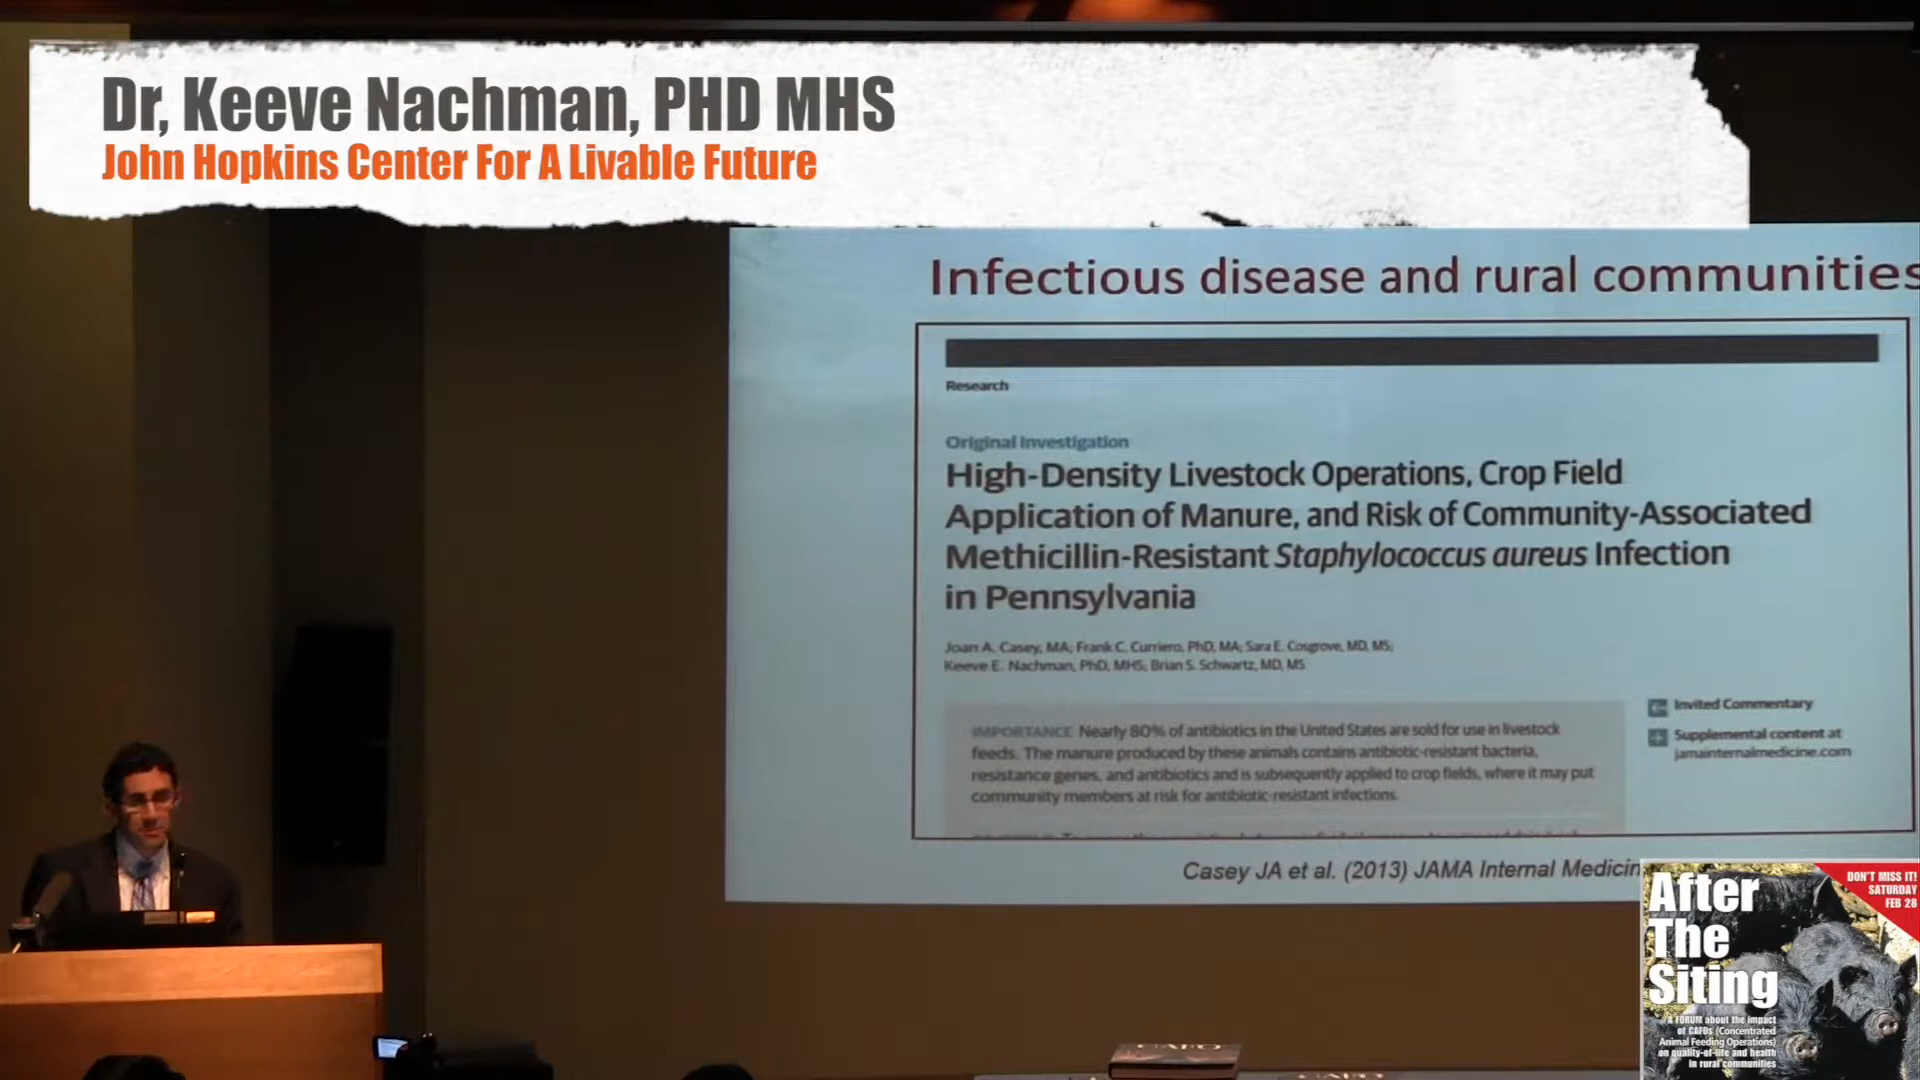 Dr, Keeve Nachman, PHD MHS
John Hopkins Center For A Livable Future
Infectious disease and rural communities
Research
Original Investigation
High-Density Livestock Operations, Crop Field
Application of Manure, and Risk of Community-Associated
Methicillin-Resistant Staphylococcus aureus Infection
in Pennsylvania
Joan A. Casey, MA; Frank C. Curriero, PhD, MA; Sara E. Cosgrove, MD, MS;
Keeve E. Nachman, PhD, MHS; Brian S. Schwartz, MD, MS
IMPORTANCE Nearly 80% of antibiotics in the United States are sold for use in livestock
feeds. The manure produced by these animals contains antibiotic-resistant bacteria,
resistance genes, and antibiotics and is subsequently applied to crop fields, where it may put
community members at risk for antibiotic-resistant infections.
Invited Commentary
Supplemental content at
jamainternalmedicine.com
Casey JA et al. (2013) JAMA Internal Medicin
After
The
Siting
DON'T MISS IT!
SATURDAY
FEB 28
A FORUM about the impact
of CAFOs (Concentrated
Animal Feeding Operations)
on quality-of-life and health
in rural communities
CAFO